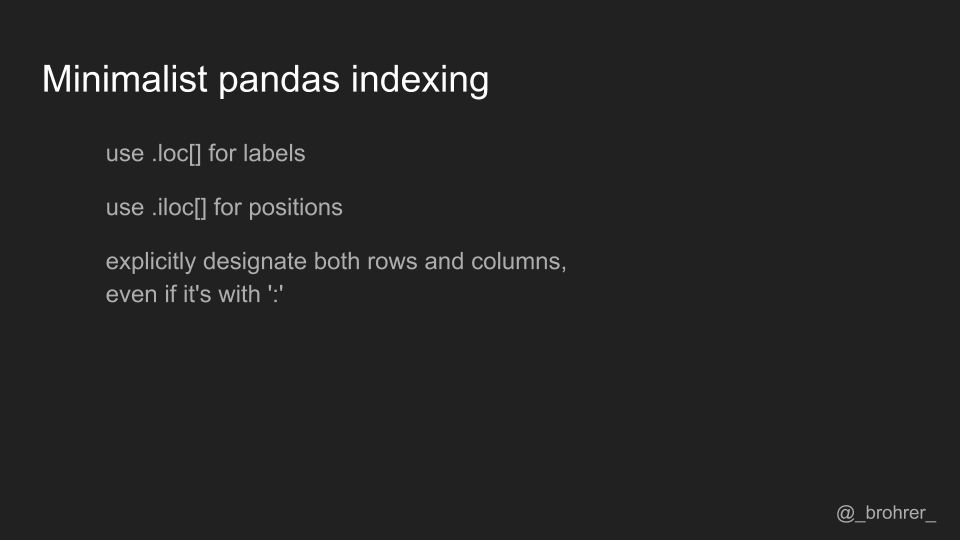 Minimalist pandas indexing
use .loc[] for labels
use .iloc[] for positions
explicitly designate both rows and columns,
even if it's with ':'
@_brohrer_